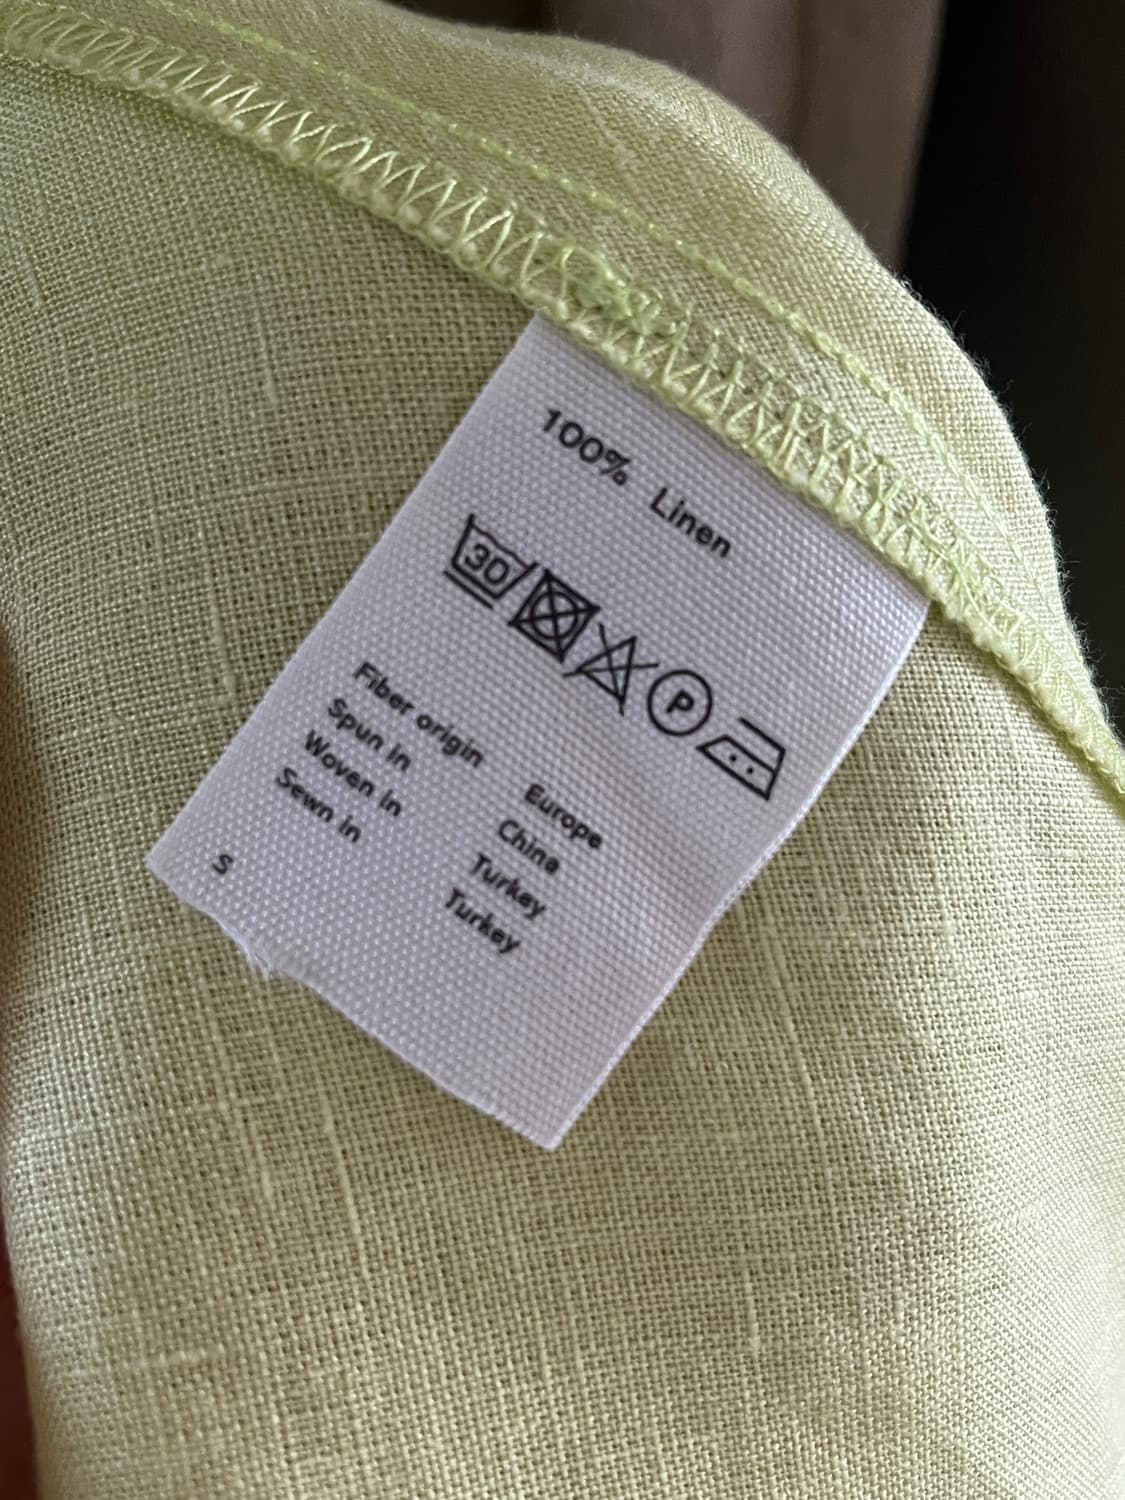 100% Linen
30 P
Fiber origin Europe
Spun in China
Woven in Turkey
Sewn in Turkey
S